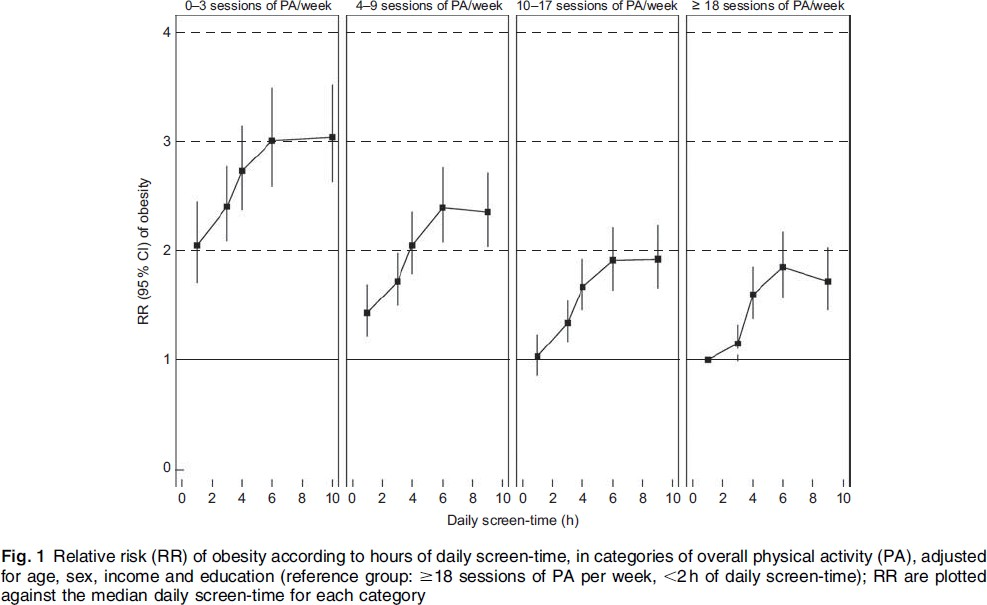 0–3 sessions of PA/week 4–9 sessions of PA/week 10–17 sessions of PA/week ≥ 18 sessions of PA/week
4
3
2
1
0
RR (95 % CI) of obesity
0 2 4 6 8 10 0 2 4 6 8 10 0 2 4 6 8 10 0 2 4 6 8 10
Daily screen-time (h)
Fig. 1 Relative risk (RR) of obesity according to hours of daily screen-time, in categories of overall physical activity (PA), adjusted
for age, sex, income and education (reference group: ≥18 sessions of PA per week, <2 h of daily screen-time); RR are plotted
against the median daily screen-time for each category